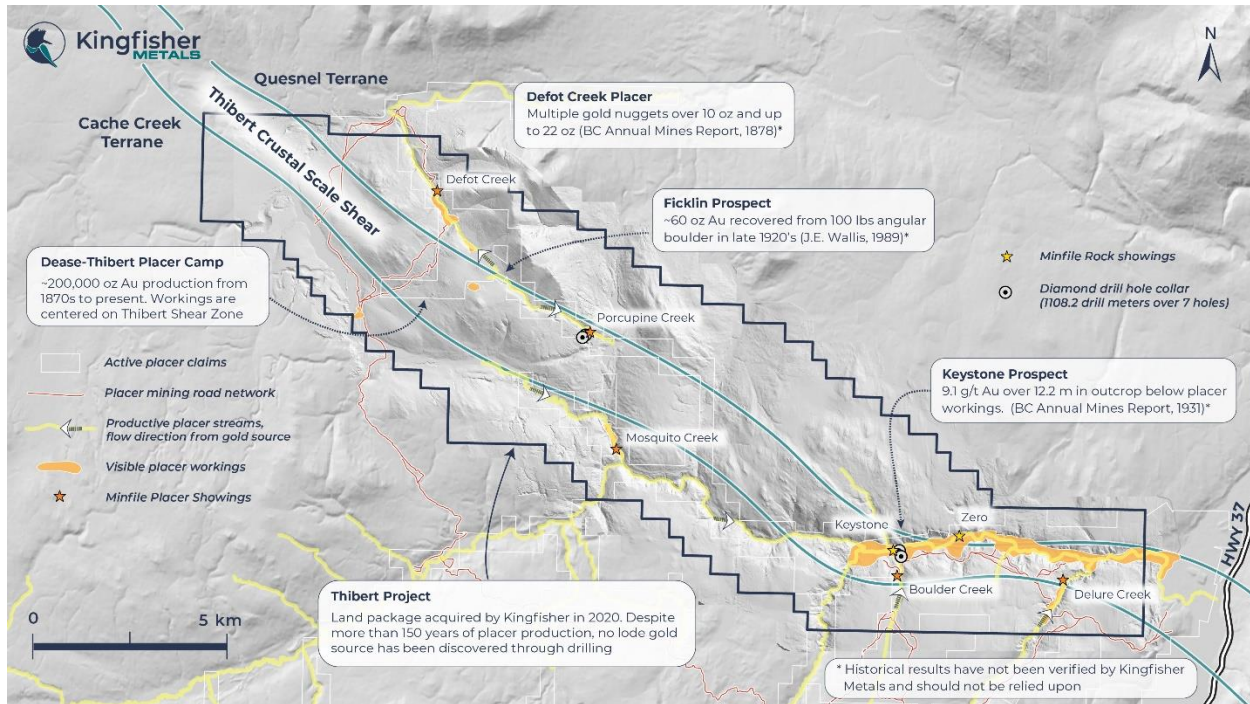 Kingfisher
METALS
N
Quesnel Terrane
Cache Creek
Terrane
Thibert Crustal Scale Shear
Defot Creek Placer
Multiple gold nuggets over 10 oz and up
to 22 oz (BC Annual Mines Report, 1878)*
Defot Creek
Ficklin Prospect
~60 oz Au recovered from 100 lbs angular
boulder in late 1920's (J.E. Wallis, 1989)*
Dease-Thibert Placer Camp
~200,000 oz Au production from
1870s to present. Workings are
centered on Thibert Shear Zone
Minfile Rock showings
Diamond drill hole collar
(1108.2 drill meters over 7 holes)
Porcupine Creek
Active placer claims
Placer mining road network
Productive placer streams,
flow direction from gold source
Visible placer workings
Minfile Placer Showings
Keystone Prospect
9.1 g/t Au over 12.2 m in outcrop below placer
workings. (BC Annual Mines Report, 1931)*
Mosquito Creek
Keystone
Zero
HWY 37
Boulder Creek
Delure Creek
Thibert Project
Land package acquired by Kingfisher in 2020. Despite
more than 150 years of placer production, no lode gold
source has been discovered through drilling
0
5 km
* Historical results have not been verified by Kingfisher
Metals and should not be relied upon